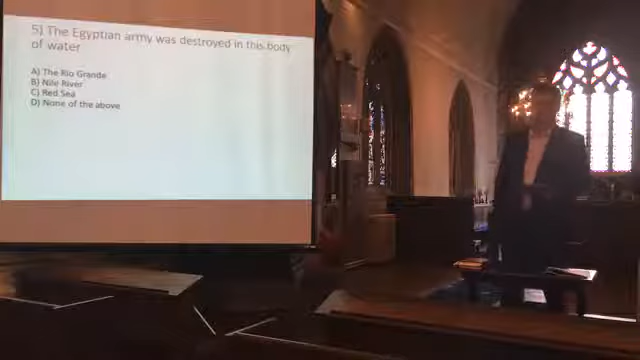 5) The Egyptian army was destroyed in this body
of water
A) The Rio Grande
B) Nile River
C) Red Sea
D) None of the above